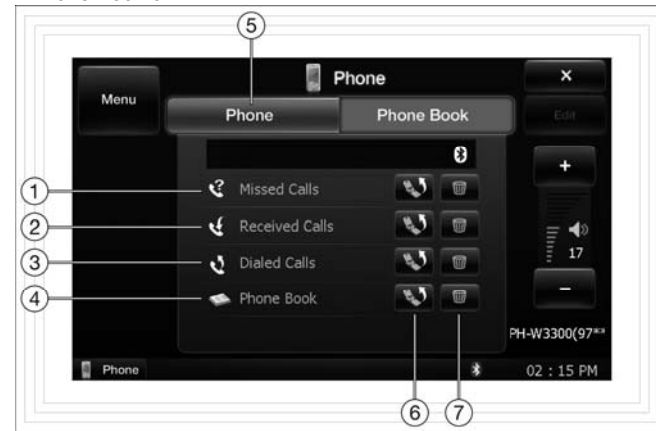 5
Phone
×
Menu
Phone
Phone Book
Edit
+
1
Missed Calls
2
Received Calls
17
3
Dialed Calls
4
Phone Book
−
PH-W3300(97**
Phone
02 : 15 PM
6
7